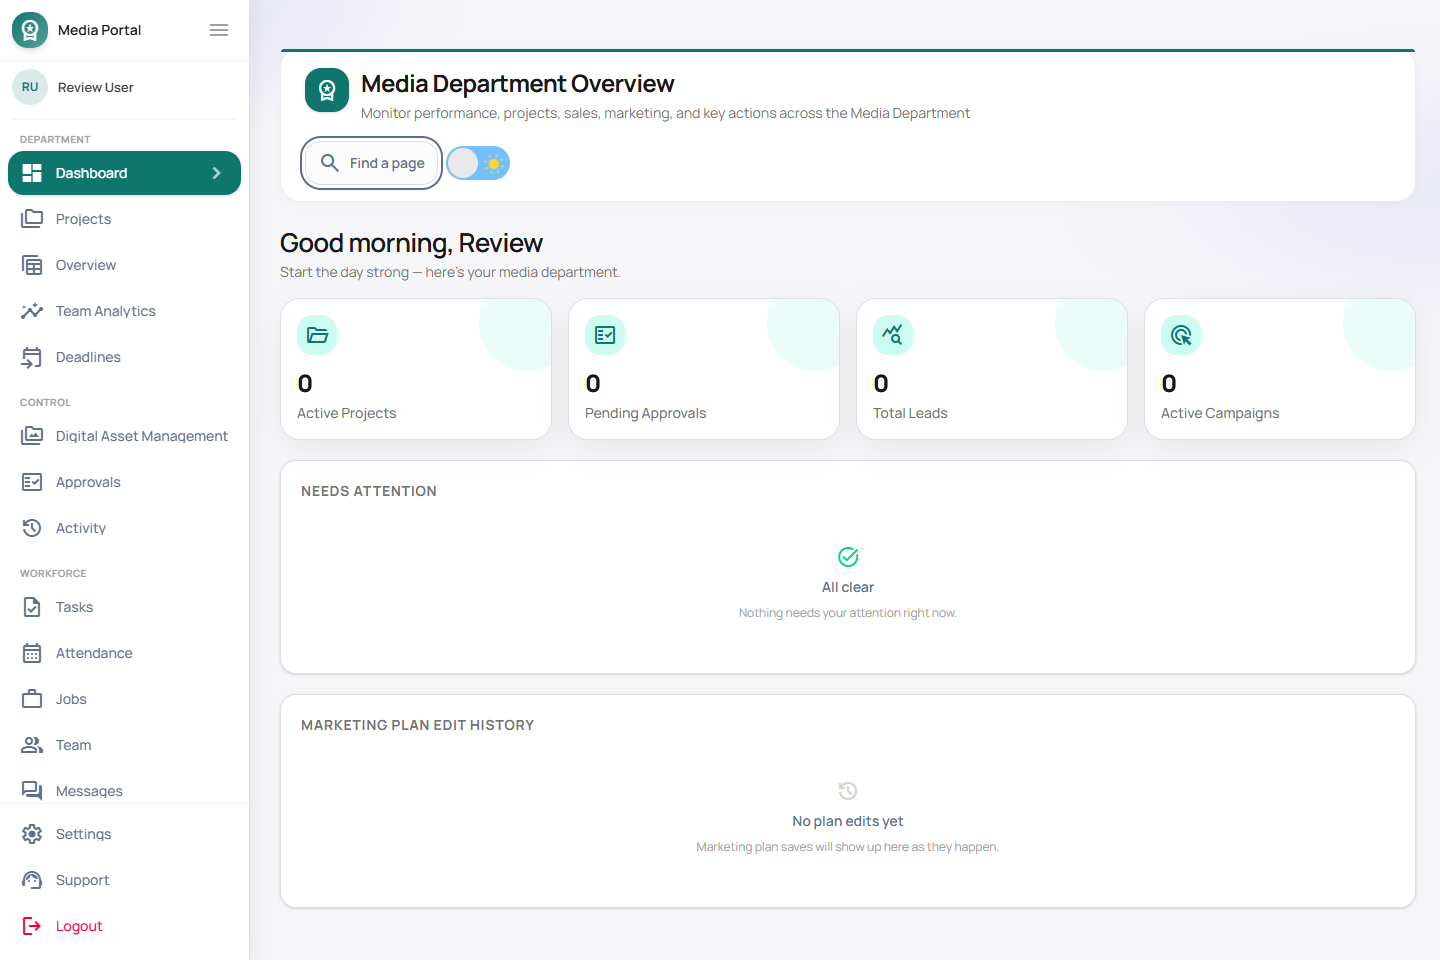 Media Portal
RU
Review User
DEPARTMENT
Dashboard
Projects
Overview
Team Analytics
Deadlines
CONTROL
Digital Asset Management
Approvals
Activity
WORKFORCE
Tasks
Attendance
Jobs
Team
Messages
Settings
Support
Logout
Media Department Overview
Monitor performance, projects, sales, marketing, and key actions across the Media Department
Find a page
Good morning, Review
Start the day strong — here's your media department.
0
Active Projects
0
Pending Approvals
0
Total Leads
0
Active Campaigns
NEEDS ATTENTION
All clear
Nothing needs your attention right now.
MARKETING PLAN EDIT HISTORY
No plan edits yet
Marketing plan saves will show up here as they happen.